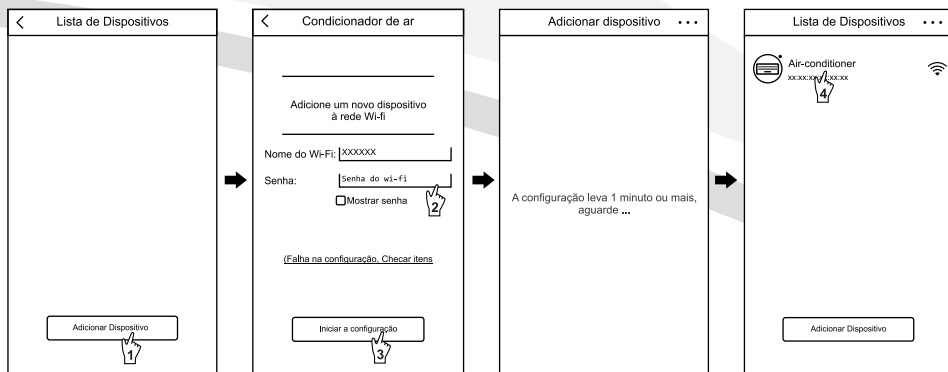 Lista de Dispositivos
Adicionar Dispositivo
1
Condicionador de ar
Adicione um novo dispositivo
à rede Wi-fi
Nome do Wi-Fi: XXXXXX
Senha: Senha do wi-fi
2
Mostrar senha
(Falha na configuração, Checar itens
Iniciar a configuração
3
Adicionar dispositivo ...
A configuração leva 1 minuto ou mais,
aguarde ...
Lista de Dispositivos ...
Air-conditioner
4
Adicionar Dispositivo